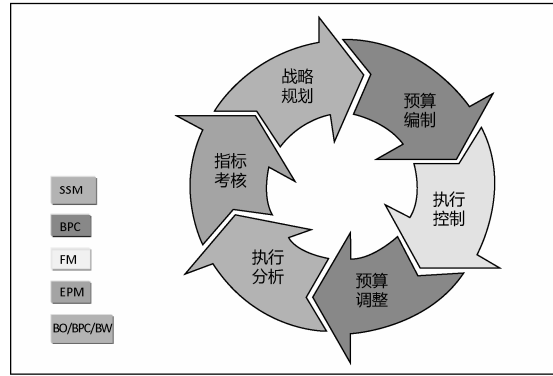 战略
规划
预算
编制
执行
控制
预算
调整
执行
分析
指标
考核
SSM
BPC
FM
EPM
BO/BPC/BW